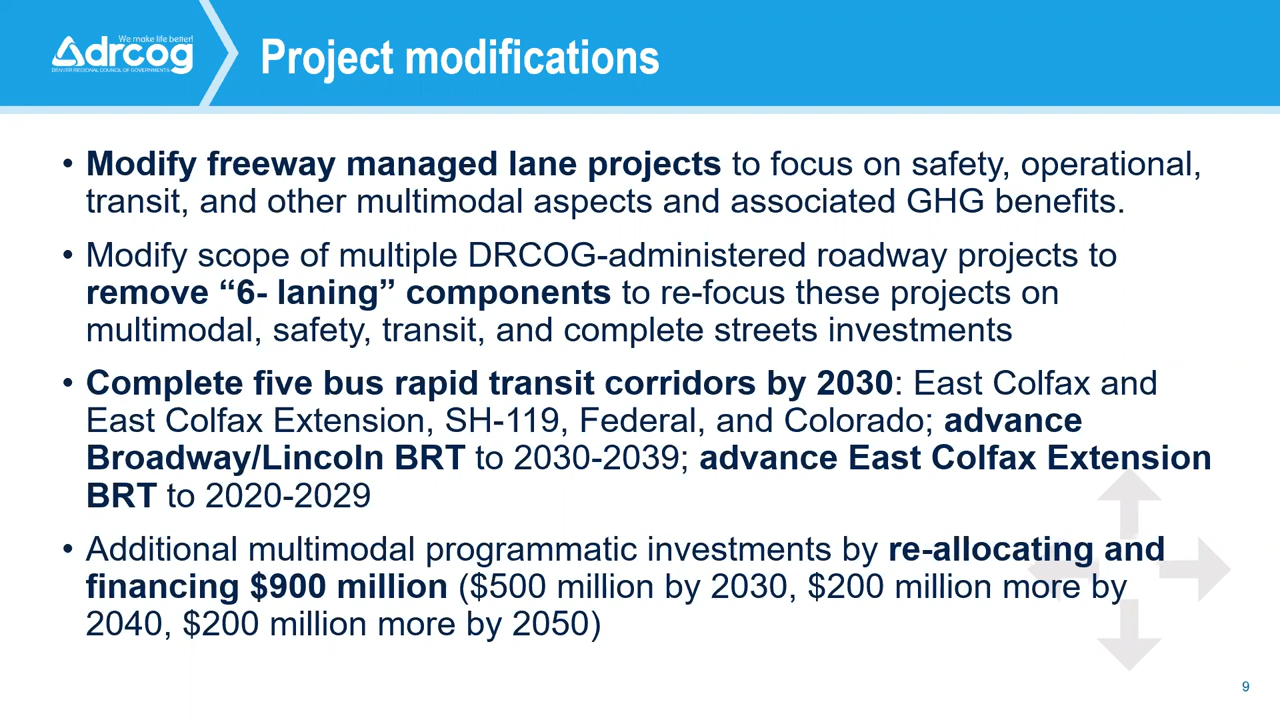 We make life better!
drcog
DENVER REGIONAL COUNCIL OF GOVERNMENTS
Project modifications
• Modify freeway managed lane projects to focus on safety, operational,
transit, and other multimodal aspects and associated GHG benefits.
• Modify scope of multiple DRCOG-administered roadway projects to
remove “6- laning” components to re-focus these projects on
multimodal, safety, transit, and complete streets investments
• Complete five bus rapid transit corridors by 2030: East Colfax and
East Colfax Extension, SH-119, Federal, and Colorado; advance
Broadway/Lincoln BRT to 2030-2039; advance East Colfax Extension
BRT to 2020-2029
• Additional multimodal programmatic investments by re-allocating and
financing $900 million ($500 million by 2030, $200 million more by
2040, $200 million more by 2050)
9